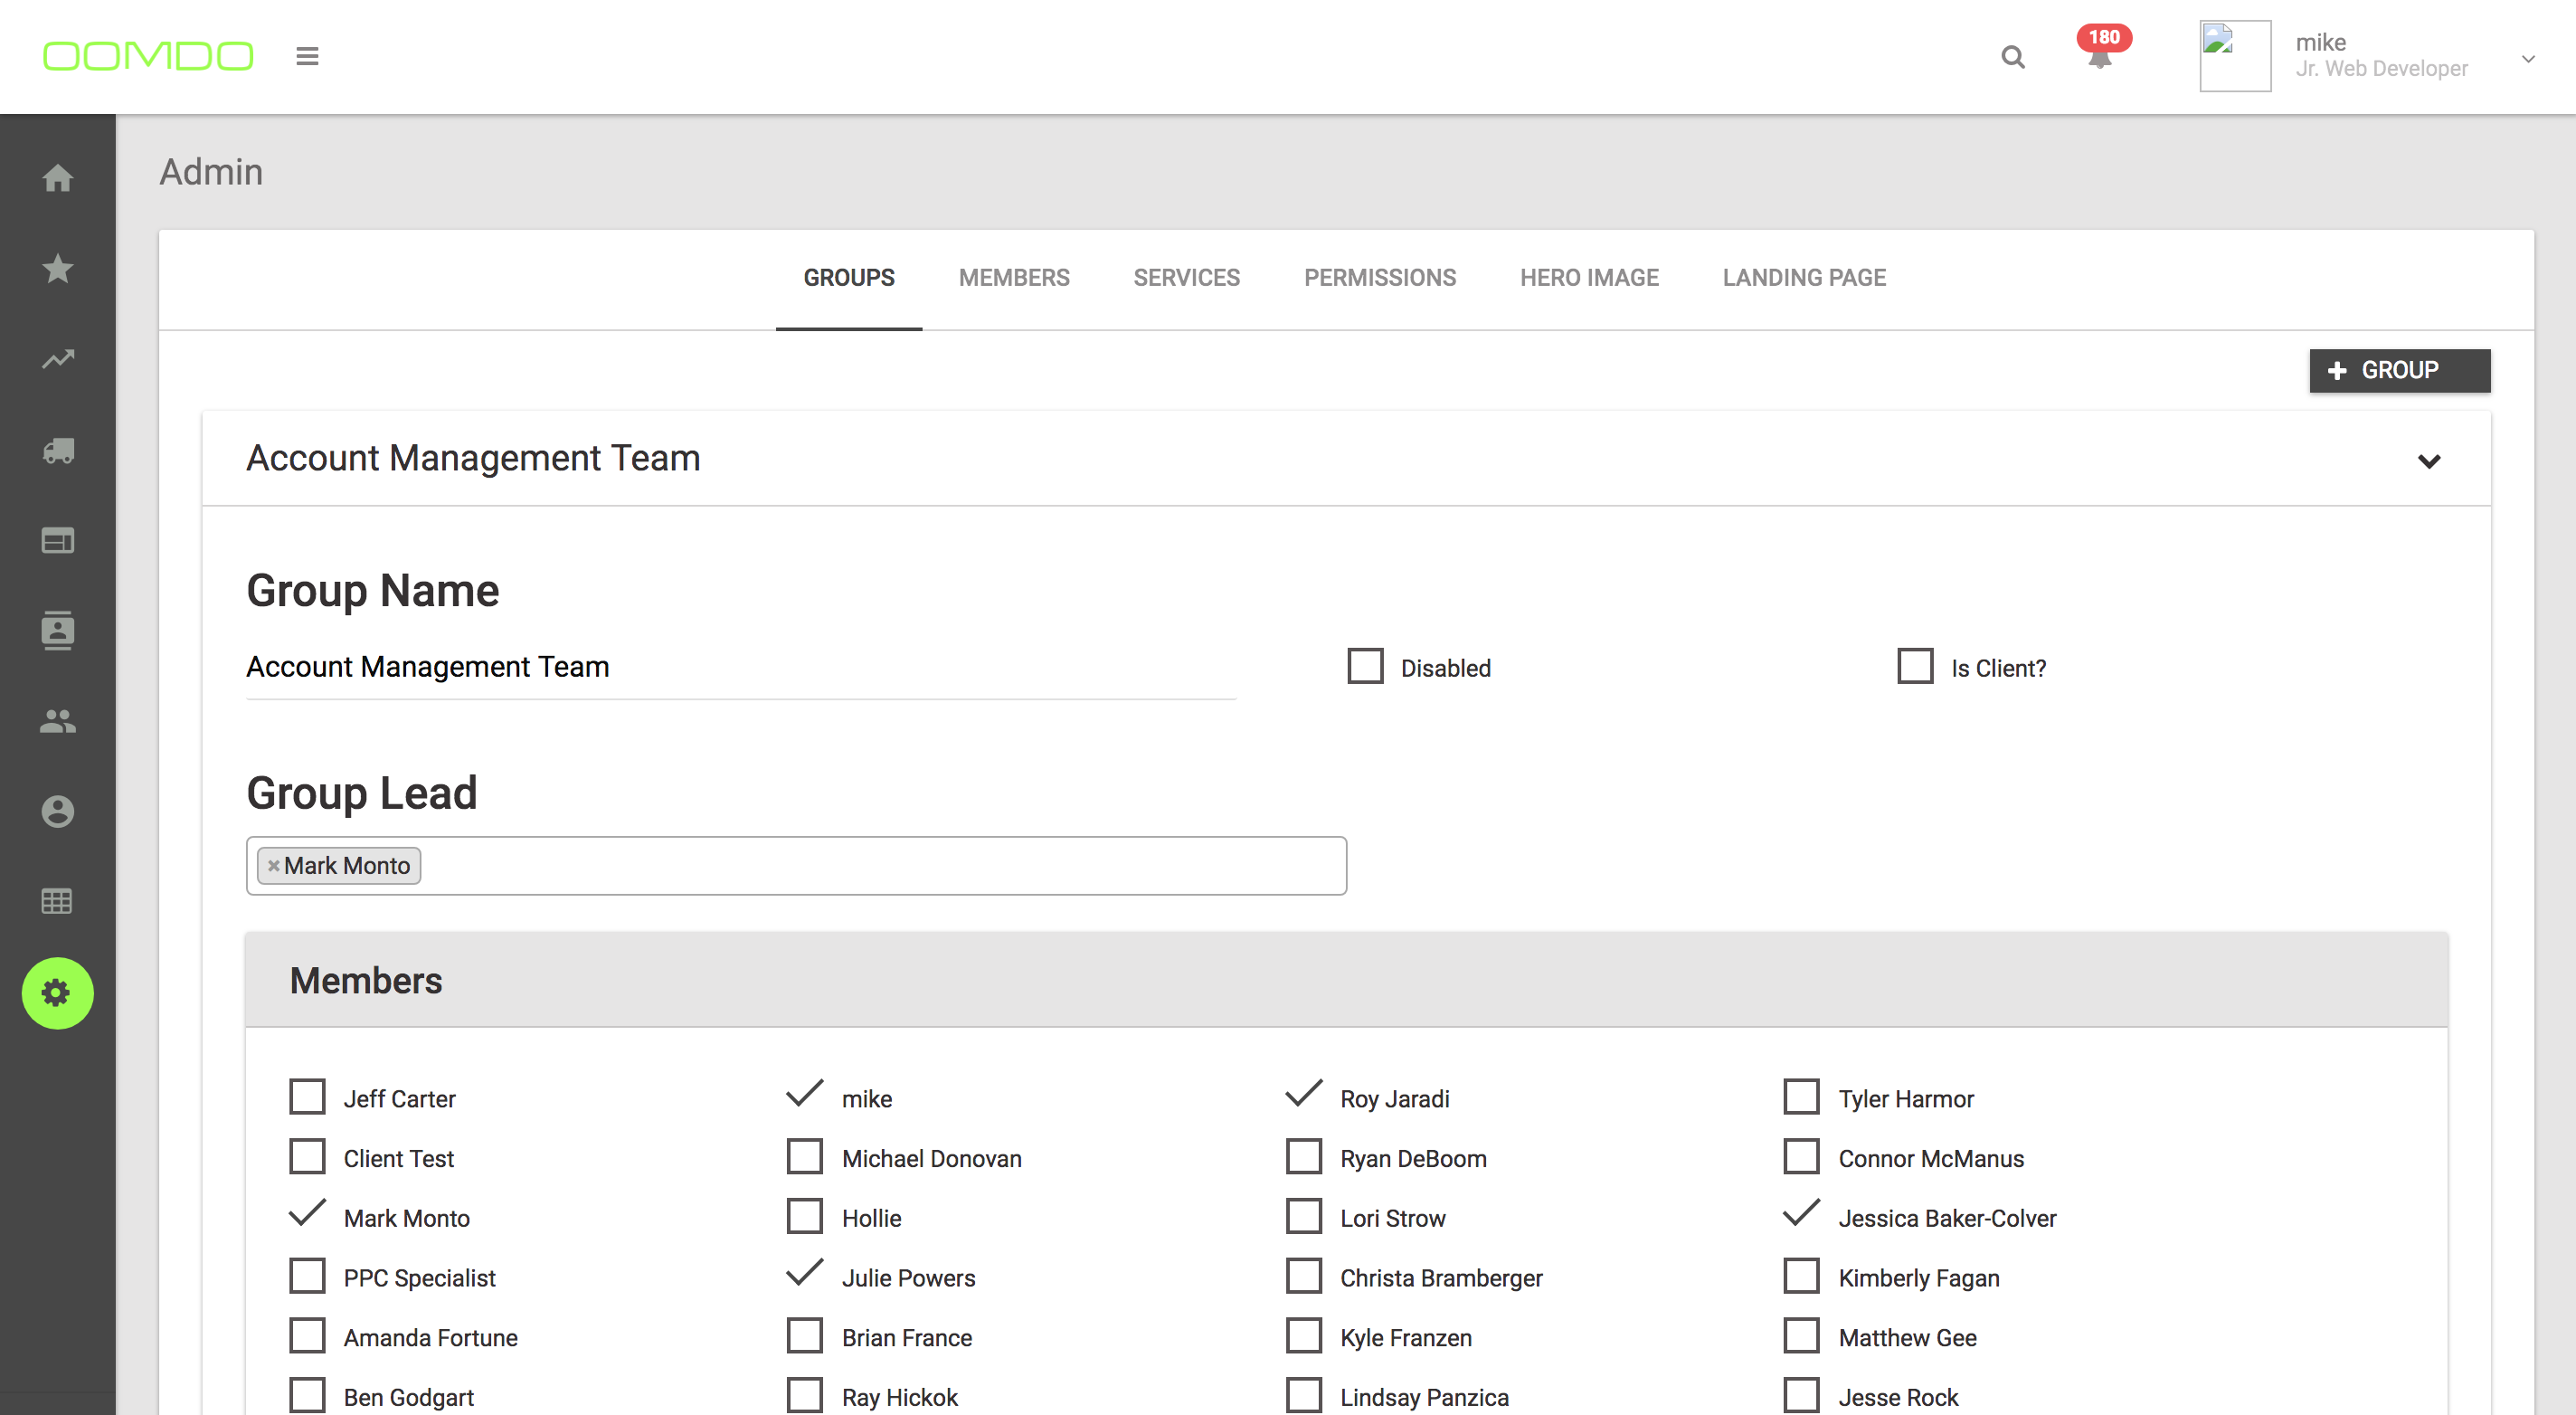 OOMDO
180
mike
Jr. Web Developer
Admin
GROUPS MEMBERS SERVICES PERMISSIONS HERO IMAGE LANDING PAGE
+ GROUP
Account Management Team
Group Name
Account Management Team
Disabled
Is Client?
Group Lead
×Mark Monto
Members
Jeff Carter mike Roy Jaradi Tyler Harmor
Client Test Michael Donovan Ryan DeBoom Connor McManus
Mark Monto Hollie Lori Strow Jessica Baker-Colver
PPC Specialist Julie Powers Christa Bramberger Kimberly Fagan
Amanda Fortune Brian France Kyle Franzen Matthew Gee
Ben Godgart Ray Hickok Lindsay Panzica Jesse Rock